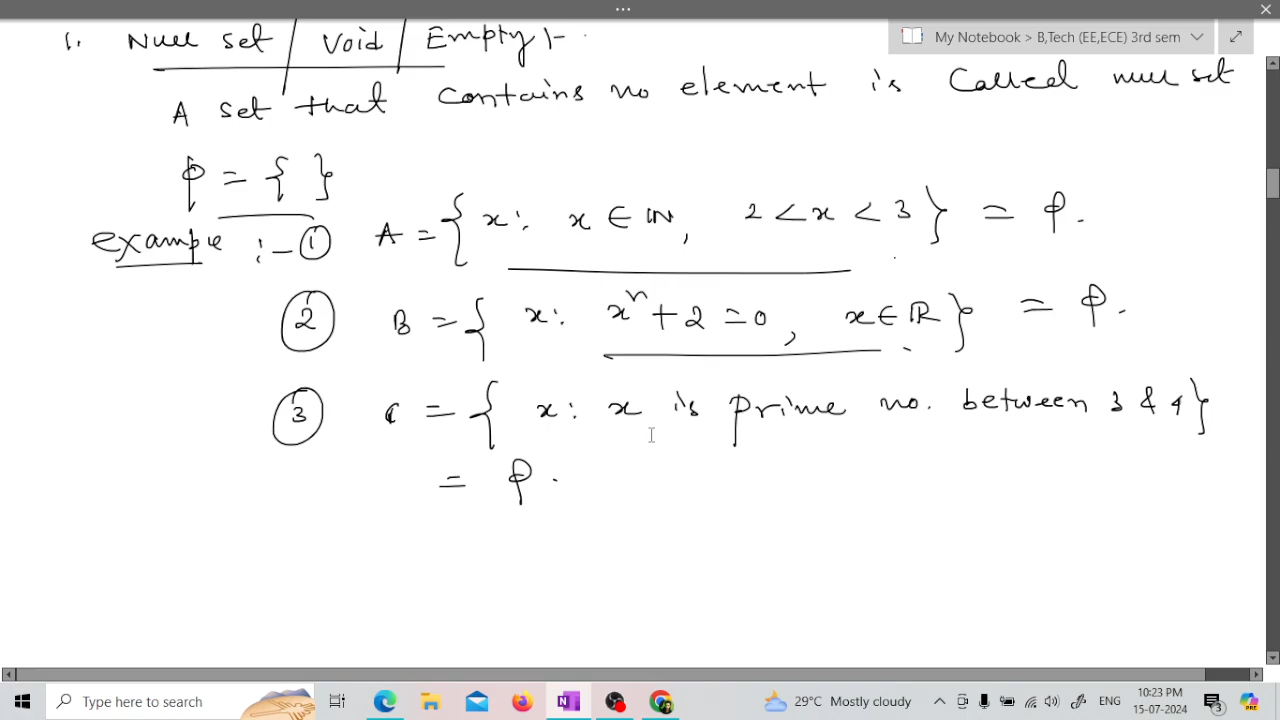 ...
1. Null set / Void / Empty :-
My Notebook > B,Tech (EE,ECE) 3rd sem
A set that contains no element is called null set
ϕ = { }
example :- ① A = { x: x ∈ ℕ, 2 < x < 3 } = ϕ.
② B = { x: x² + 2 = 0, x ∈ ℝ } = ϕ.
③ C = { x: x is prime no. between 3 & 4 }
= ϕ.
Type here to search
29°C Mostly cloudy
ENG
10:23 PM
15-07-2024
3